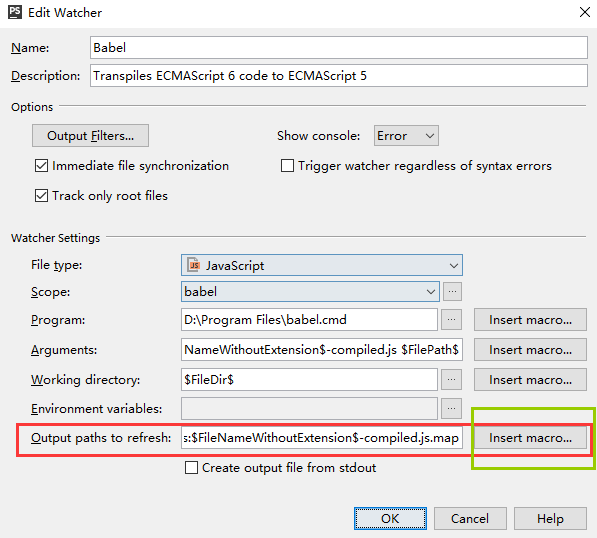 PS Edit Watcher
Name: Babel
Description: Transpiles ECMAScript 6 code to ECMAScript 5
Options
Output Filters... Show console: Error
Immediate file synchronization Trigger watcher regardless of syntax errors
Track only root files
Watcher Settings
File type: JS JavaScript
Scope: babel ...
Program: D:\Program Files\babel.cmd ... Insert macro...
Arguments: NameWithoutExtension$-compiled.js $FilePath$ Insert macro...
Working directory: $FileDir$ ... Insert macro...
Environment variables: ...
Output paths to refresh: s:$FileNameWithoutExtension$-compiled.js.map Insert macro...
Create output file from stdout
OK Cancel Help